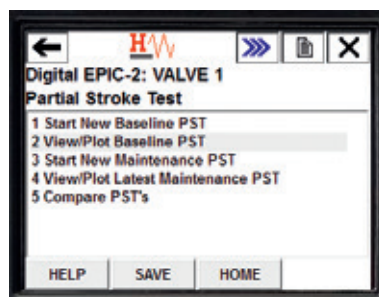 H
Digital EPIC-2: VALVE 1
Partial Stroke Test
1 Start New Baseline PST
2 View/Plot Baseline PST
3 Start New Maintenance PST
4 View/Plot Latest Maintenance PST
5 Compare PST's
HELP SAVE HOME